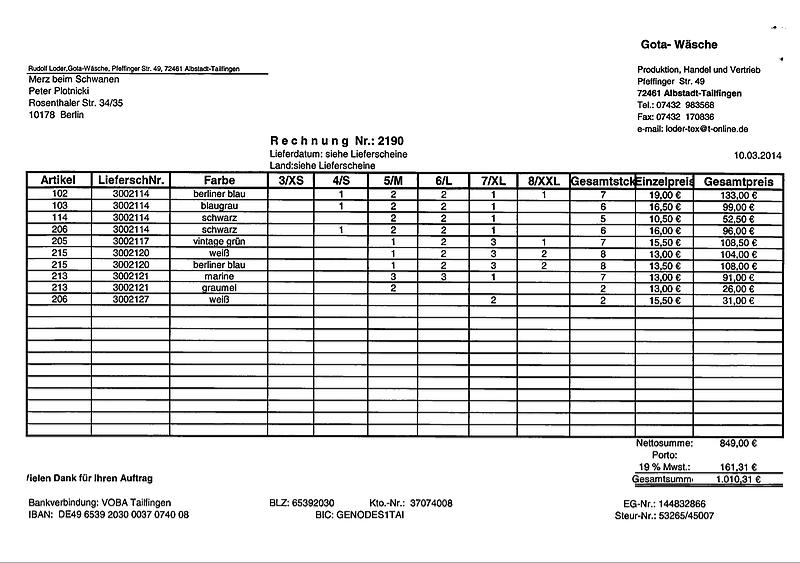 Gota- Wäsche
Rudolf Loder,Gota-Wäsche, Pfeffinger Str. 49, 72461 Albstadt-Tailfingen
Merz beim Schwanen
Peter Plotnicki
Rosenthaler Str. 34/35
10178 Berlin
Produktion, Handel und Vertrieb
Pfeffinger Str. 49
72461 Albstadt-Tailfingen
Tel.: 07432 983568
Fax: 07432 170836
e-mail: loder-tex@t-online.de
Rechnung Nr.: 2190
Lieferdatum: siehe Lieferscheine
Land:siehe Lieferscheine
10.03.2014
Artikel LieferschNr. Farbe 3/XS 4/S 5/M 6/L 7/XL 8/XXL Gesamtstck Einzelpreis Gesamtpreis
102 3002114 berliner blau 1 2 2 1 1 7 19,00 € 133,00 €
103 3002114 blaugrau 1 2 2 1 6 16,50 € 99,00 €
114 3002114 schwarz 2 2 1 5 10,50 € 52,50 €
206 3002114 schwarz 1 2 2 1 6 16,00 € 96,00 €
205 3002117 vintage grün 1 2 3 1 7 15,50 € 108,50 €
215 3002120 weiß 1 2 3 2 8 13,00 € 104,00 €
215 3002120 berliner blau 1 2 3 2 8 13,50 € 108,00 €
213 3002121 marine 3 3 1 7 13,00 € 91,00 €
213 3002121 graumel 2 2 13,00 € 26,00 €
206 3002127 weiß 2 2 15,50 € 31,00 €
Nettosumme: 849,00 €
Porto:
19 % Mwst.: 161,31 €
Gesamtsumm 1.010,31 €
ielen Dank für Ihren Auftrag
Bankverbindung: VOBA Tailfingen BLZ: 65392030 Kto.-Nr.: 37074008 EG-Nr.: 144832866
IBAN: DE49 6539 2030 0037 0740 08 BIC: GENODES1TAI Steur-Nr.: 53265/45007